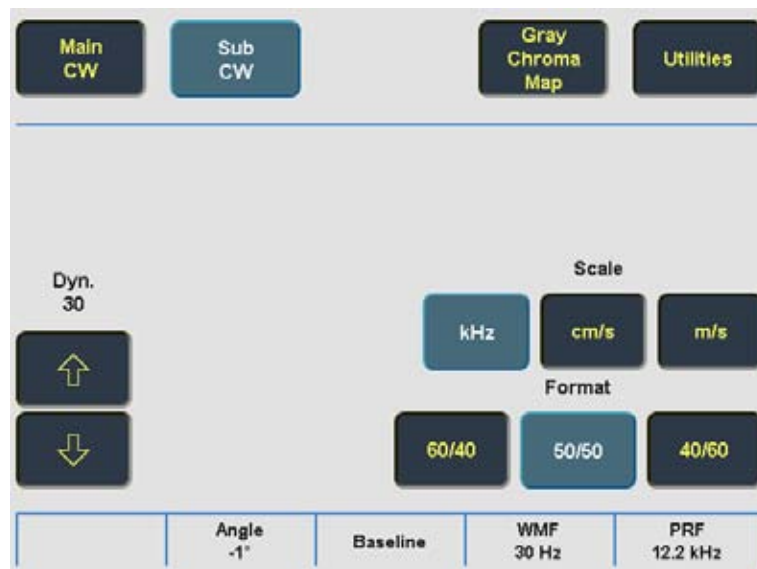 Main CW
Sub CW
Gray Chroma Map
Utilities
Dyn.
30
Scale
kHz
cm/s
m/s
Format
60/40
50/50
40/60
Angle
-1°
Baseline
WMF
30 Hz
PRF
12.2 kHz